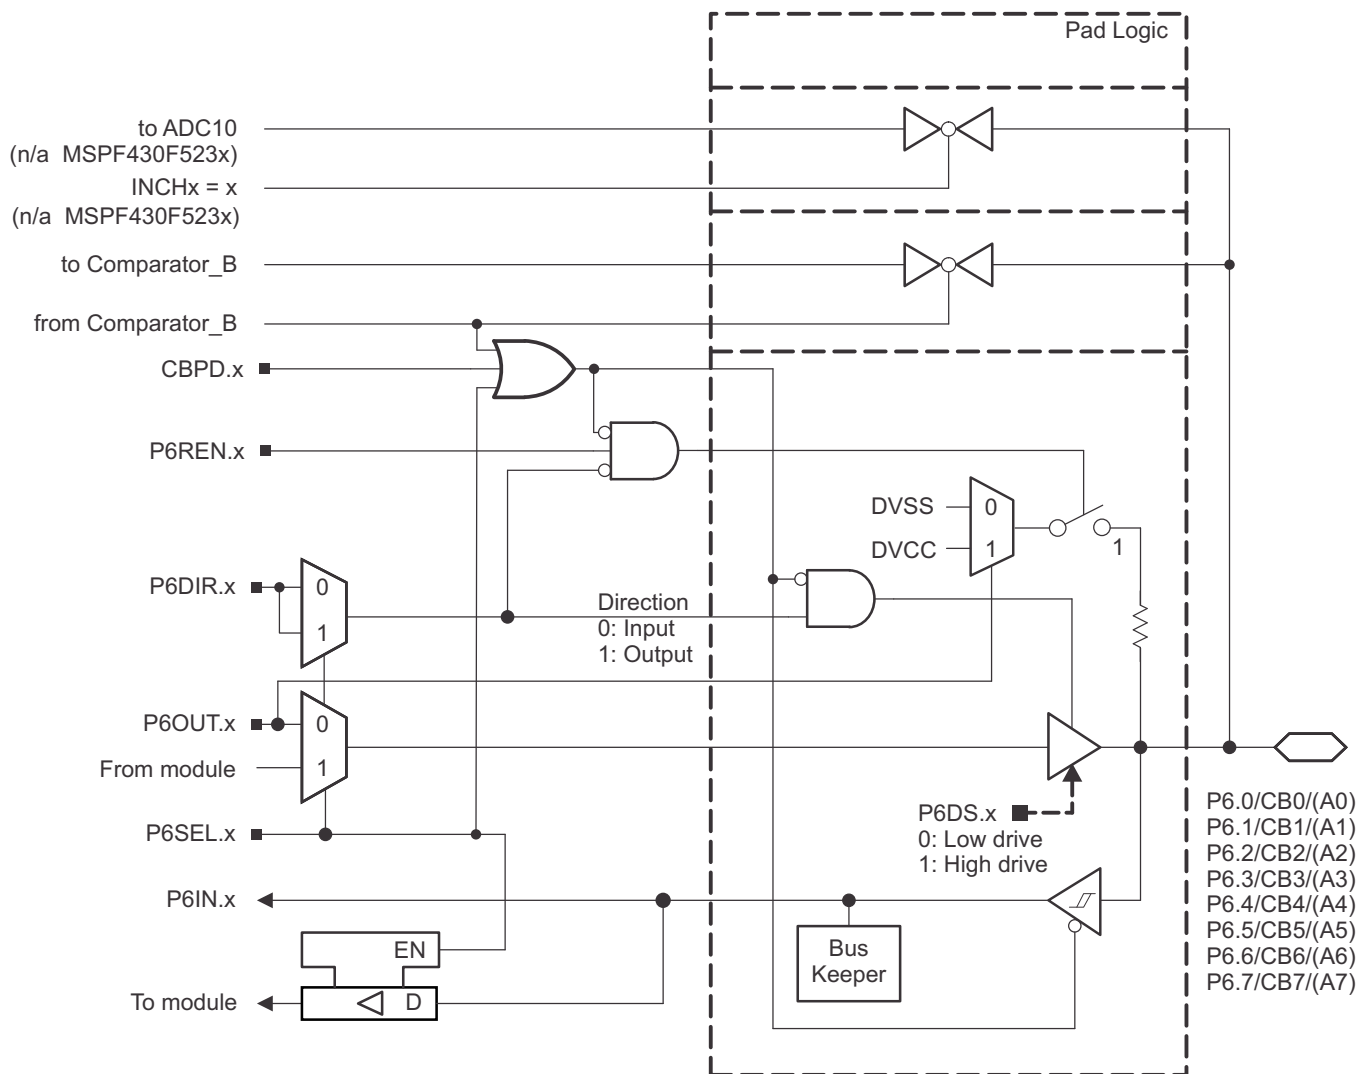 Pad Logic
to ADC10
(n/a MSPF430F523x)
INCHx = x
(n/a MSPF430F523x)
to Comparator_B
from Comparator_B
CBPD.x
P6REN.x
DVSS
0
DVCC
1
1
P6DIR.x
0
1
Direction
0: Input
1: Output
P6OUT.x
0
From module
1
P6DS.x
0: Low drive
1: High drive
P6SEL.x
P6.0/CB0/(A0)
P6.1/CB1/(A1)
P6.2/CB2/(A2)
P6.3/CB3/(A3)
P6.4/CB4/(A4)
P6.5/CB5/(A5)
P6.6/CB6/(A6)
P6.7/CB7/(A7)
P6IN.x
EN
Bus
Keeper
To module
D